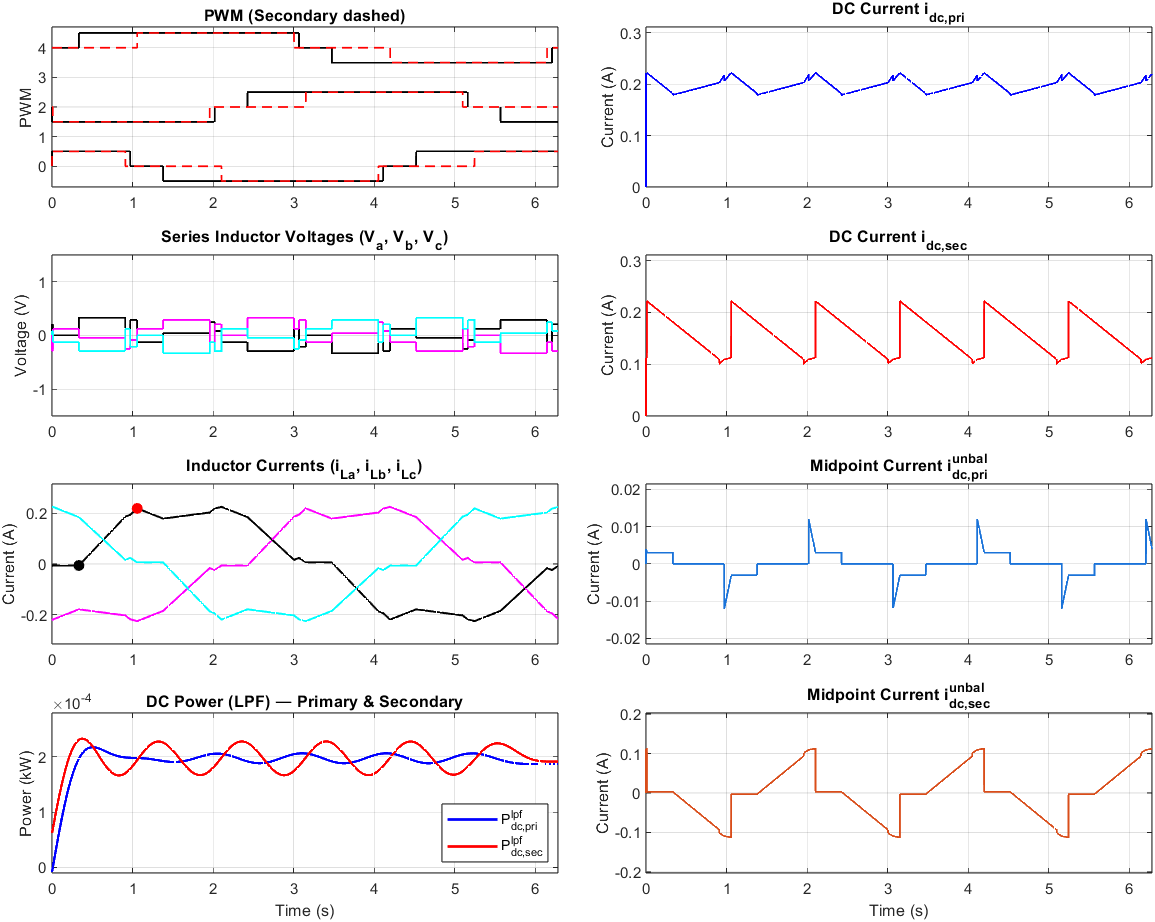 PWM (Secondary dashed)
PWM
4
3
2
1
0
0 1 2 3 4 5 6
DC Current i_dc,pri
Current (A)
0.3
0.2
0.1
0
0 1 2 3 4 5 6
Series Inductor Voltages (V_a, V_b, V_c)
Voltage (V)
1
0
-1
0 1 2 3 4 5 6
DC Current i_dc,sec
Current (A)
0.3
0.2
0.1
0
0 1 2 3 4 5 6
Inductor Currents (i_La, i_Lb, i_Lc)
Current (A)
0.2
0
-0.2
0 1 2 3 4 5 6
Midpoint Current i^unbal_dc,pri
Current (A)
0.02
0.01
0
-0.01
-0.02
0 1 2 3 4 5 6
DC Power (LPF) — Primary & Secondary
×10^-4
Power (kW)
2
1
0
P^lpf_dc,pri
P^lpf_dc,sec
0 1 2 3 4 5 6
Time (s)
Midpoint Current i^unbal_dc,sec
Current (A)
0.2
0.1
0
-0.1
-0.2
0 1 2 3 4 5 6
Time (s)